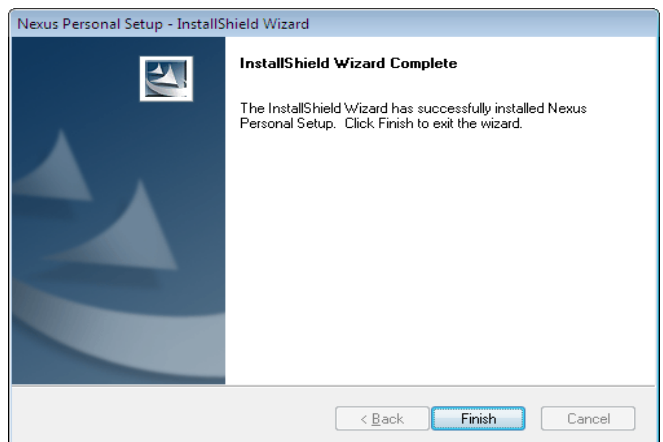 Nexus Personal Setup - InstallShield Wizard
InstallShield Wizard Complete
The InstallShield Wizard has successfully installed Nexus
Personal Setup.  Click Finish to exit the wizard.
< Back
Finish
Cancel